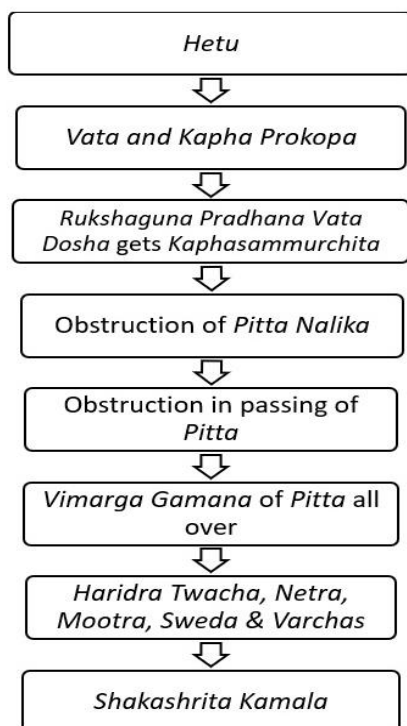 Hetu
Vata and Kapha Prokopa
Rukshaguna Pradhana Vata
Dosha gets Kaphasammurchita
Obstruction of Pitta Nalika
Obstruction in passing of
Pitta
Vimarga Gamana of Pitta all
over
Haridra Twacha, Netra,
Mootra, Sweda & Varchas
Shakashrita Kamala